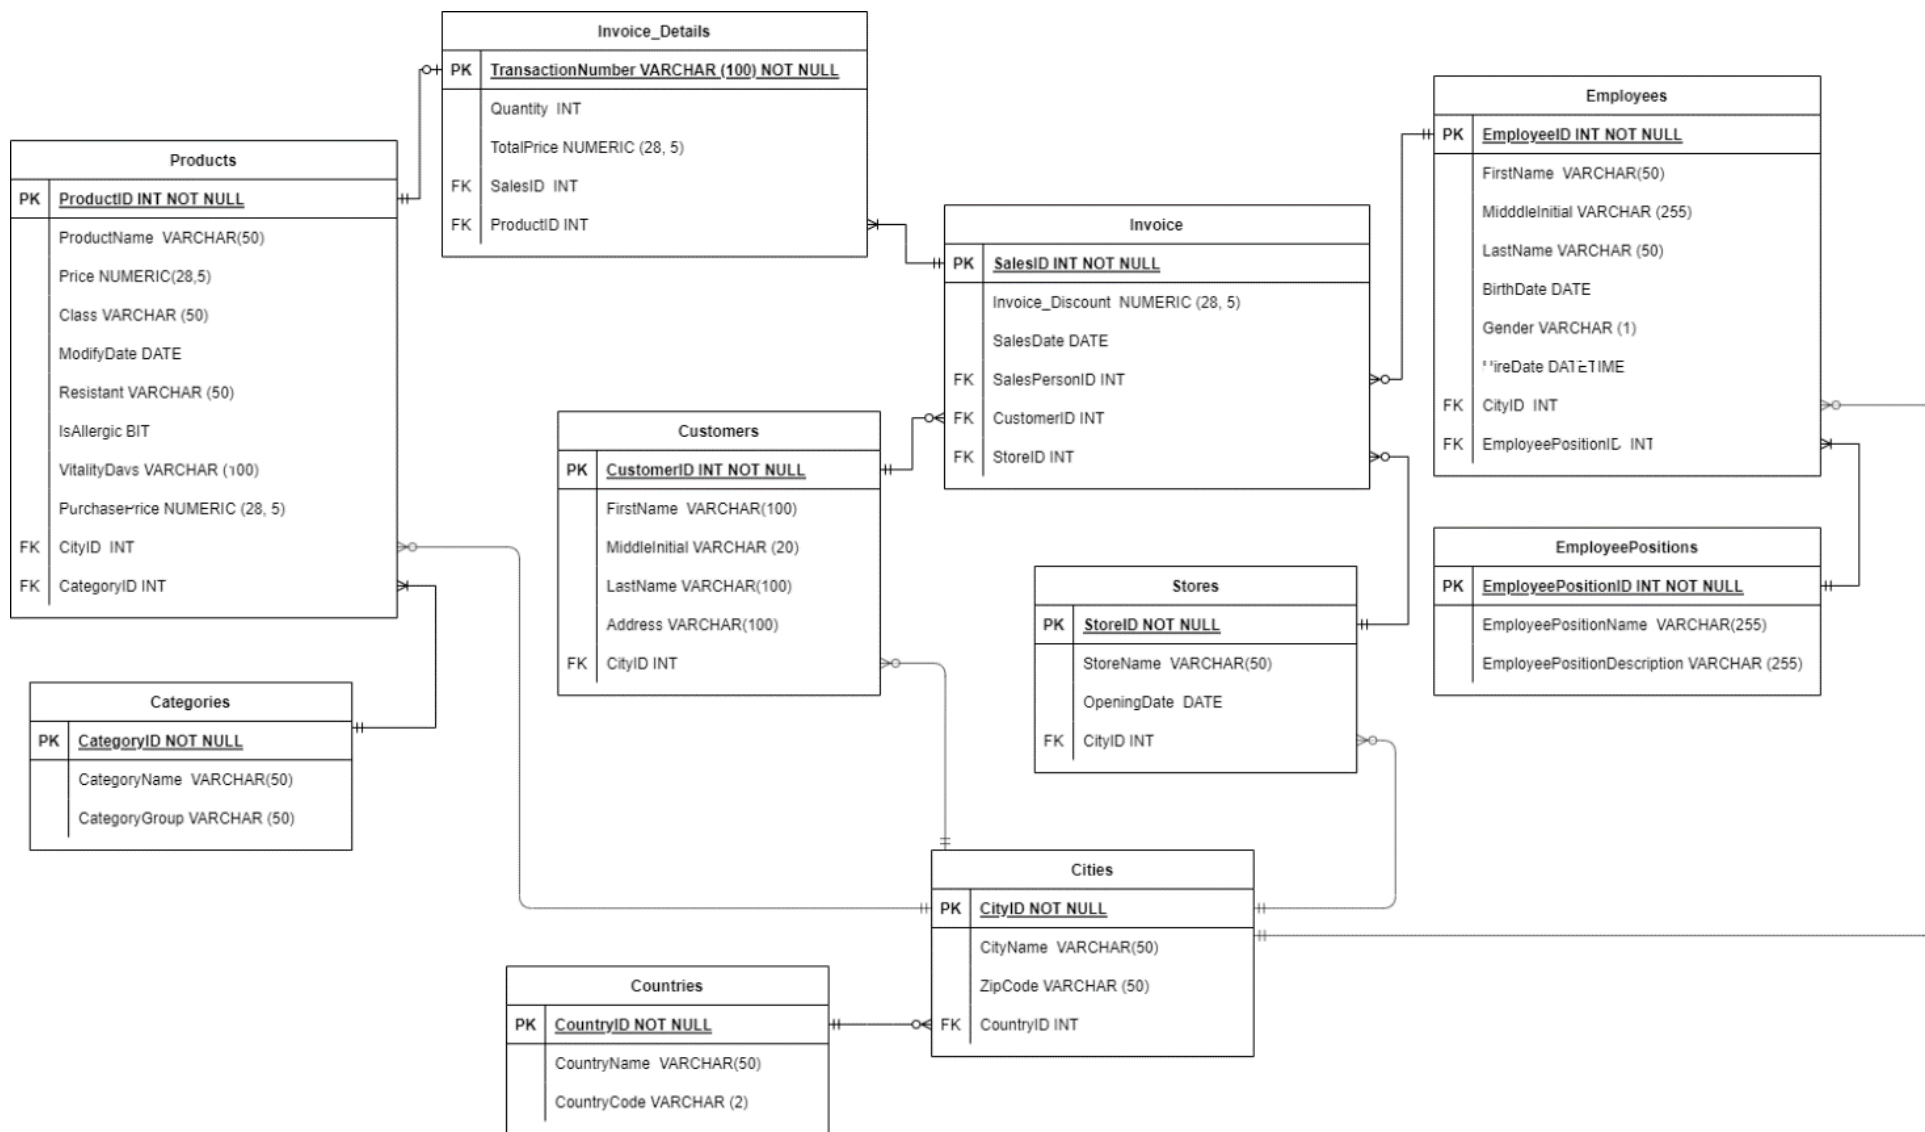 Invoice_Details
PK TransactionNumber VARCHAR (100) NOT NULL
Quantity INT
TotalPrice NUMERIC (28, 5)
FK SalesID INT
FK ProductID INT
Products
PK ProductID INT NOT NULL
ProductName VARCHAR(50)
Price NUMERIC(28,5)
Class VARCHAR (50)
ModifyDate DATE
Resistant VARCHAR (50)
IsAllergic BIT
VitalityDays VARCHAR (100)
PurchasePrice NUMERIC (28, 5)
FK CityID INT
FK CategoryID INT
Categories
PK CategoryID NOT NULL
CategoryName VARCHAR(50)
CategoryGroup VARCHAR (50)
Customers
PK CustomerID INT NOT NULL
FirstName VARCHAR(100)
MiddleInitial VARCHAR (20)
LastName VARCHAR(100)
Address VARCHAR(100)
FK CityID INT
Invoice
PK SalesID INT NOT NULL
Invoice_Discount NUMERIC (28, 5)
SalesDate DATE
FK SalesPersonID INT
FK CustomerID INT
FK StoreID INT
Employees
PK EmployeeID INT NOT NULL
FirstName VARCHAR(50)
MidddleInitial VARCHAR (255)
LastName VARCHAR (50)
BirthDate DATE
Gender VARCHAR (1)
HireDate DATETIME
FK CityID INT
FK EmployeePositionID INT
EmployeePositions
PK EmployeePositionID INT NOT NULL
EmployeePositionName VARCHAR(255)
EmployeePositionDescription VARCHAR (255)
Stores
PK StoreID NOT NULL
StoreName VARCHAR(50)
OpeningDate DATE
FK CityID INT
Cities
PK CityID NOT NULL
CityName VARCHAR(50)
ZipCode VARCHAR (50)
FK CountryID INT
Countries
PK CountryID NOT NULL
CountryName VARCHAR(50)
CountryCode VARCHAR (2)